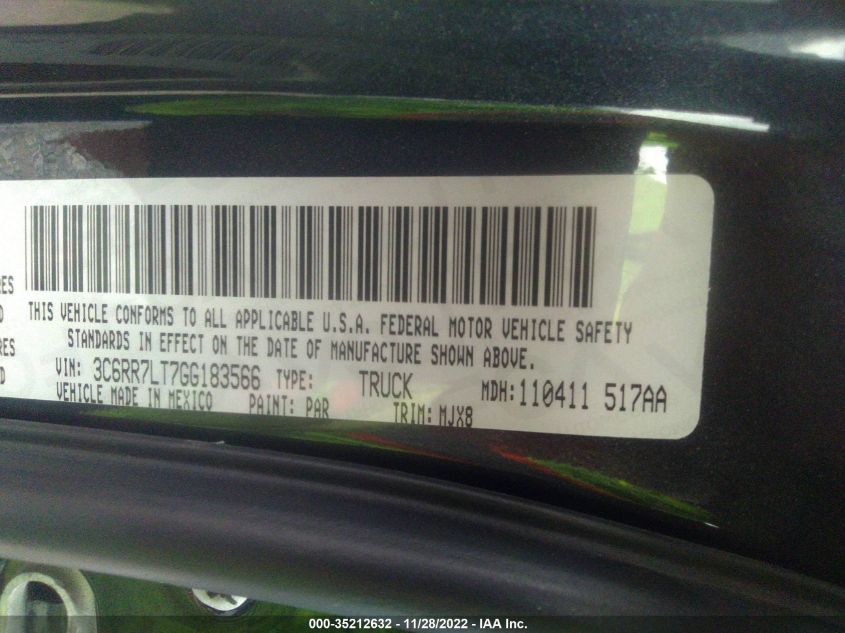 RES
D
RES
D
THIS VEHICLE CONFORMS TO ALL APPLICABLE U.S.A. FEDERAL MOTOR VEHICLE SAFETY
STANDARDS IN EFFECT ON THE DATE OF MANUFACTURE SHOWN ABOVE.
VIN: 3C6RR7LT7GG183566 TYPE: TRUCK MDH: 110411 517AA
VEHICLE MADE IN MEXICO PAINT: PAR TRIM: MJX8
000-35212632 - 11/28/2022 - IAA Inc.